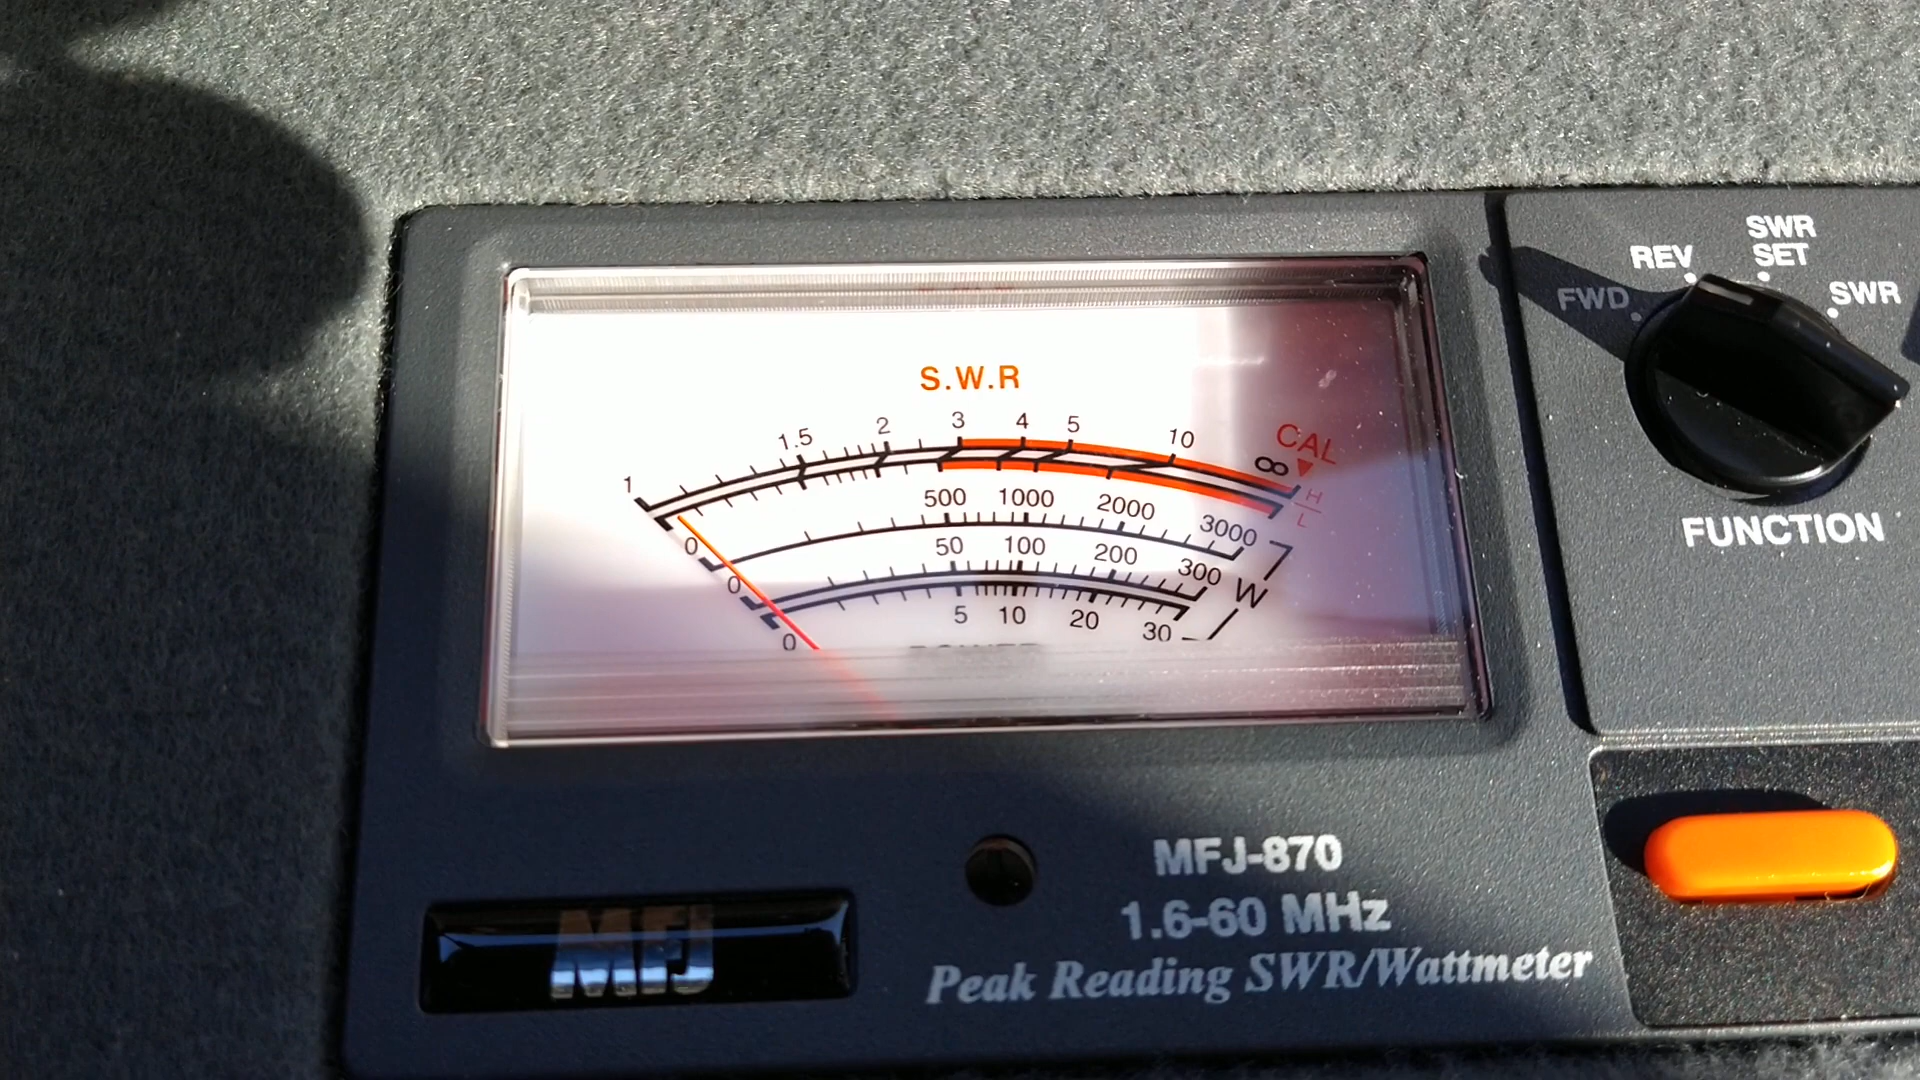 SWR
SET
REV
FWD
SWR
FUNCTION
S.W.R
1 1.5 2 3 4 5 10 ∞
CAL
H
L
0 500 1000 2000 3000
0 50 100 200 300
W
0 5 10 20 30
POWER
MFJ-870
1.6-60 MHz
Peak Reading SWR/Wattmeter
MFJ